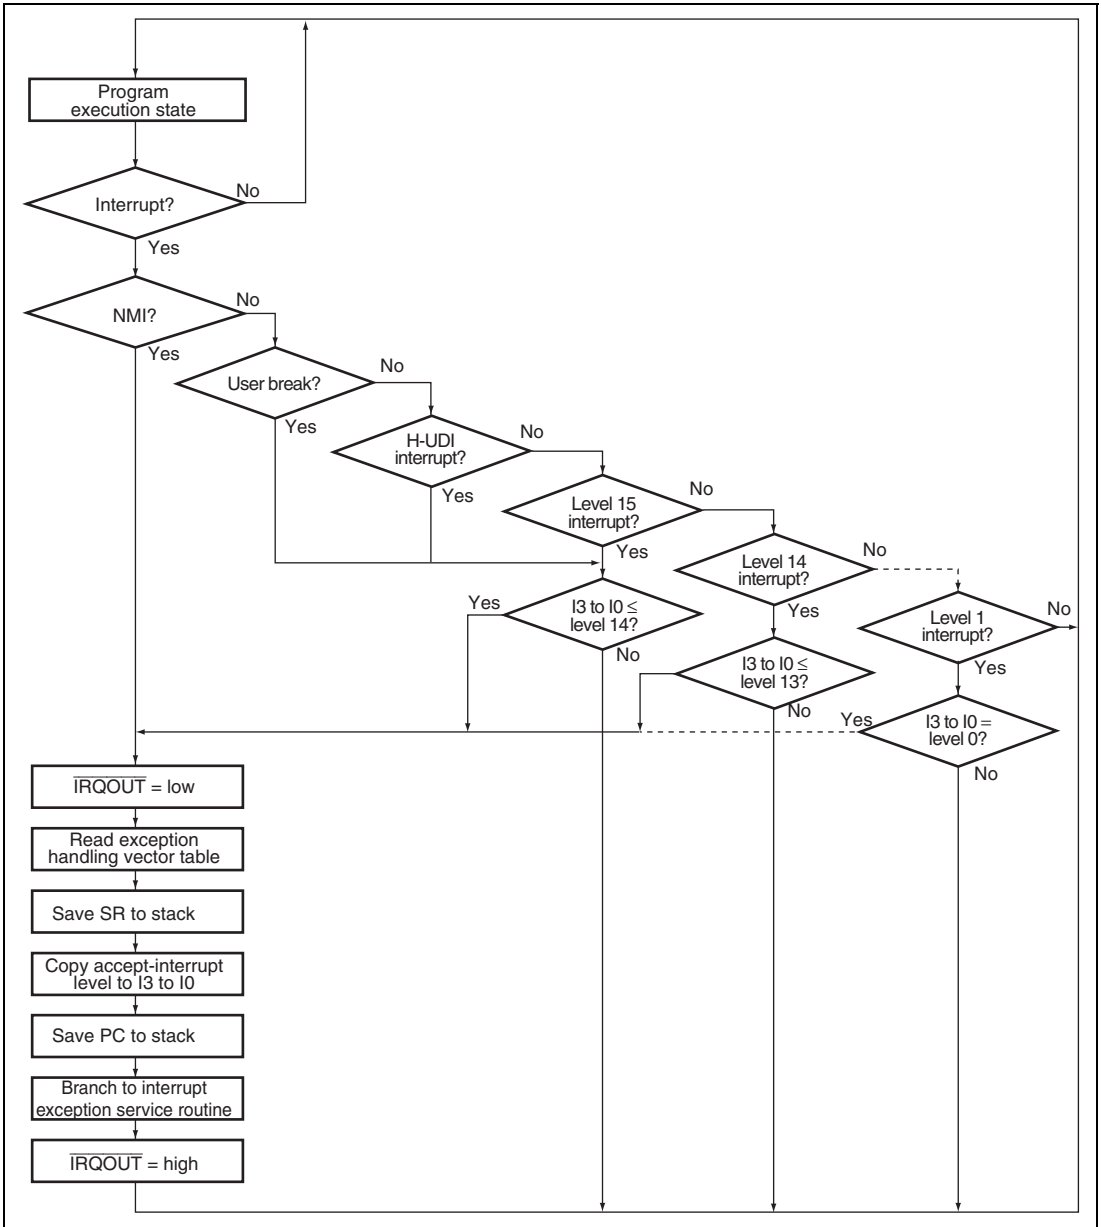 Program
execution state
Interrupt?
No
Yes
NMI?
No
Yes
User break?
No
Yes
H-UDI
interrupt?
No
Yes
Level 15
interrupt?
No
Yes
Level 14
interrupt?
No
Yes
Level 1
interrupt?
No
Yes
I3 to I0 ≤
level 14?
Yes
No
I3 to I0 ≤
level 13?
No
I3 to I0 =
level 0?
Yes
No
IRQOUT = low
Read exception
handling vector table
Save SR to stack
Copy accept-interrupt
level to I3 to I0
Save PC to stack
Branch to interrupt
exception service routine
IRQOUT = high